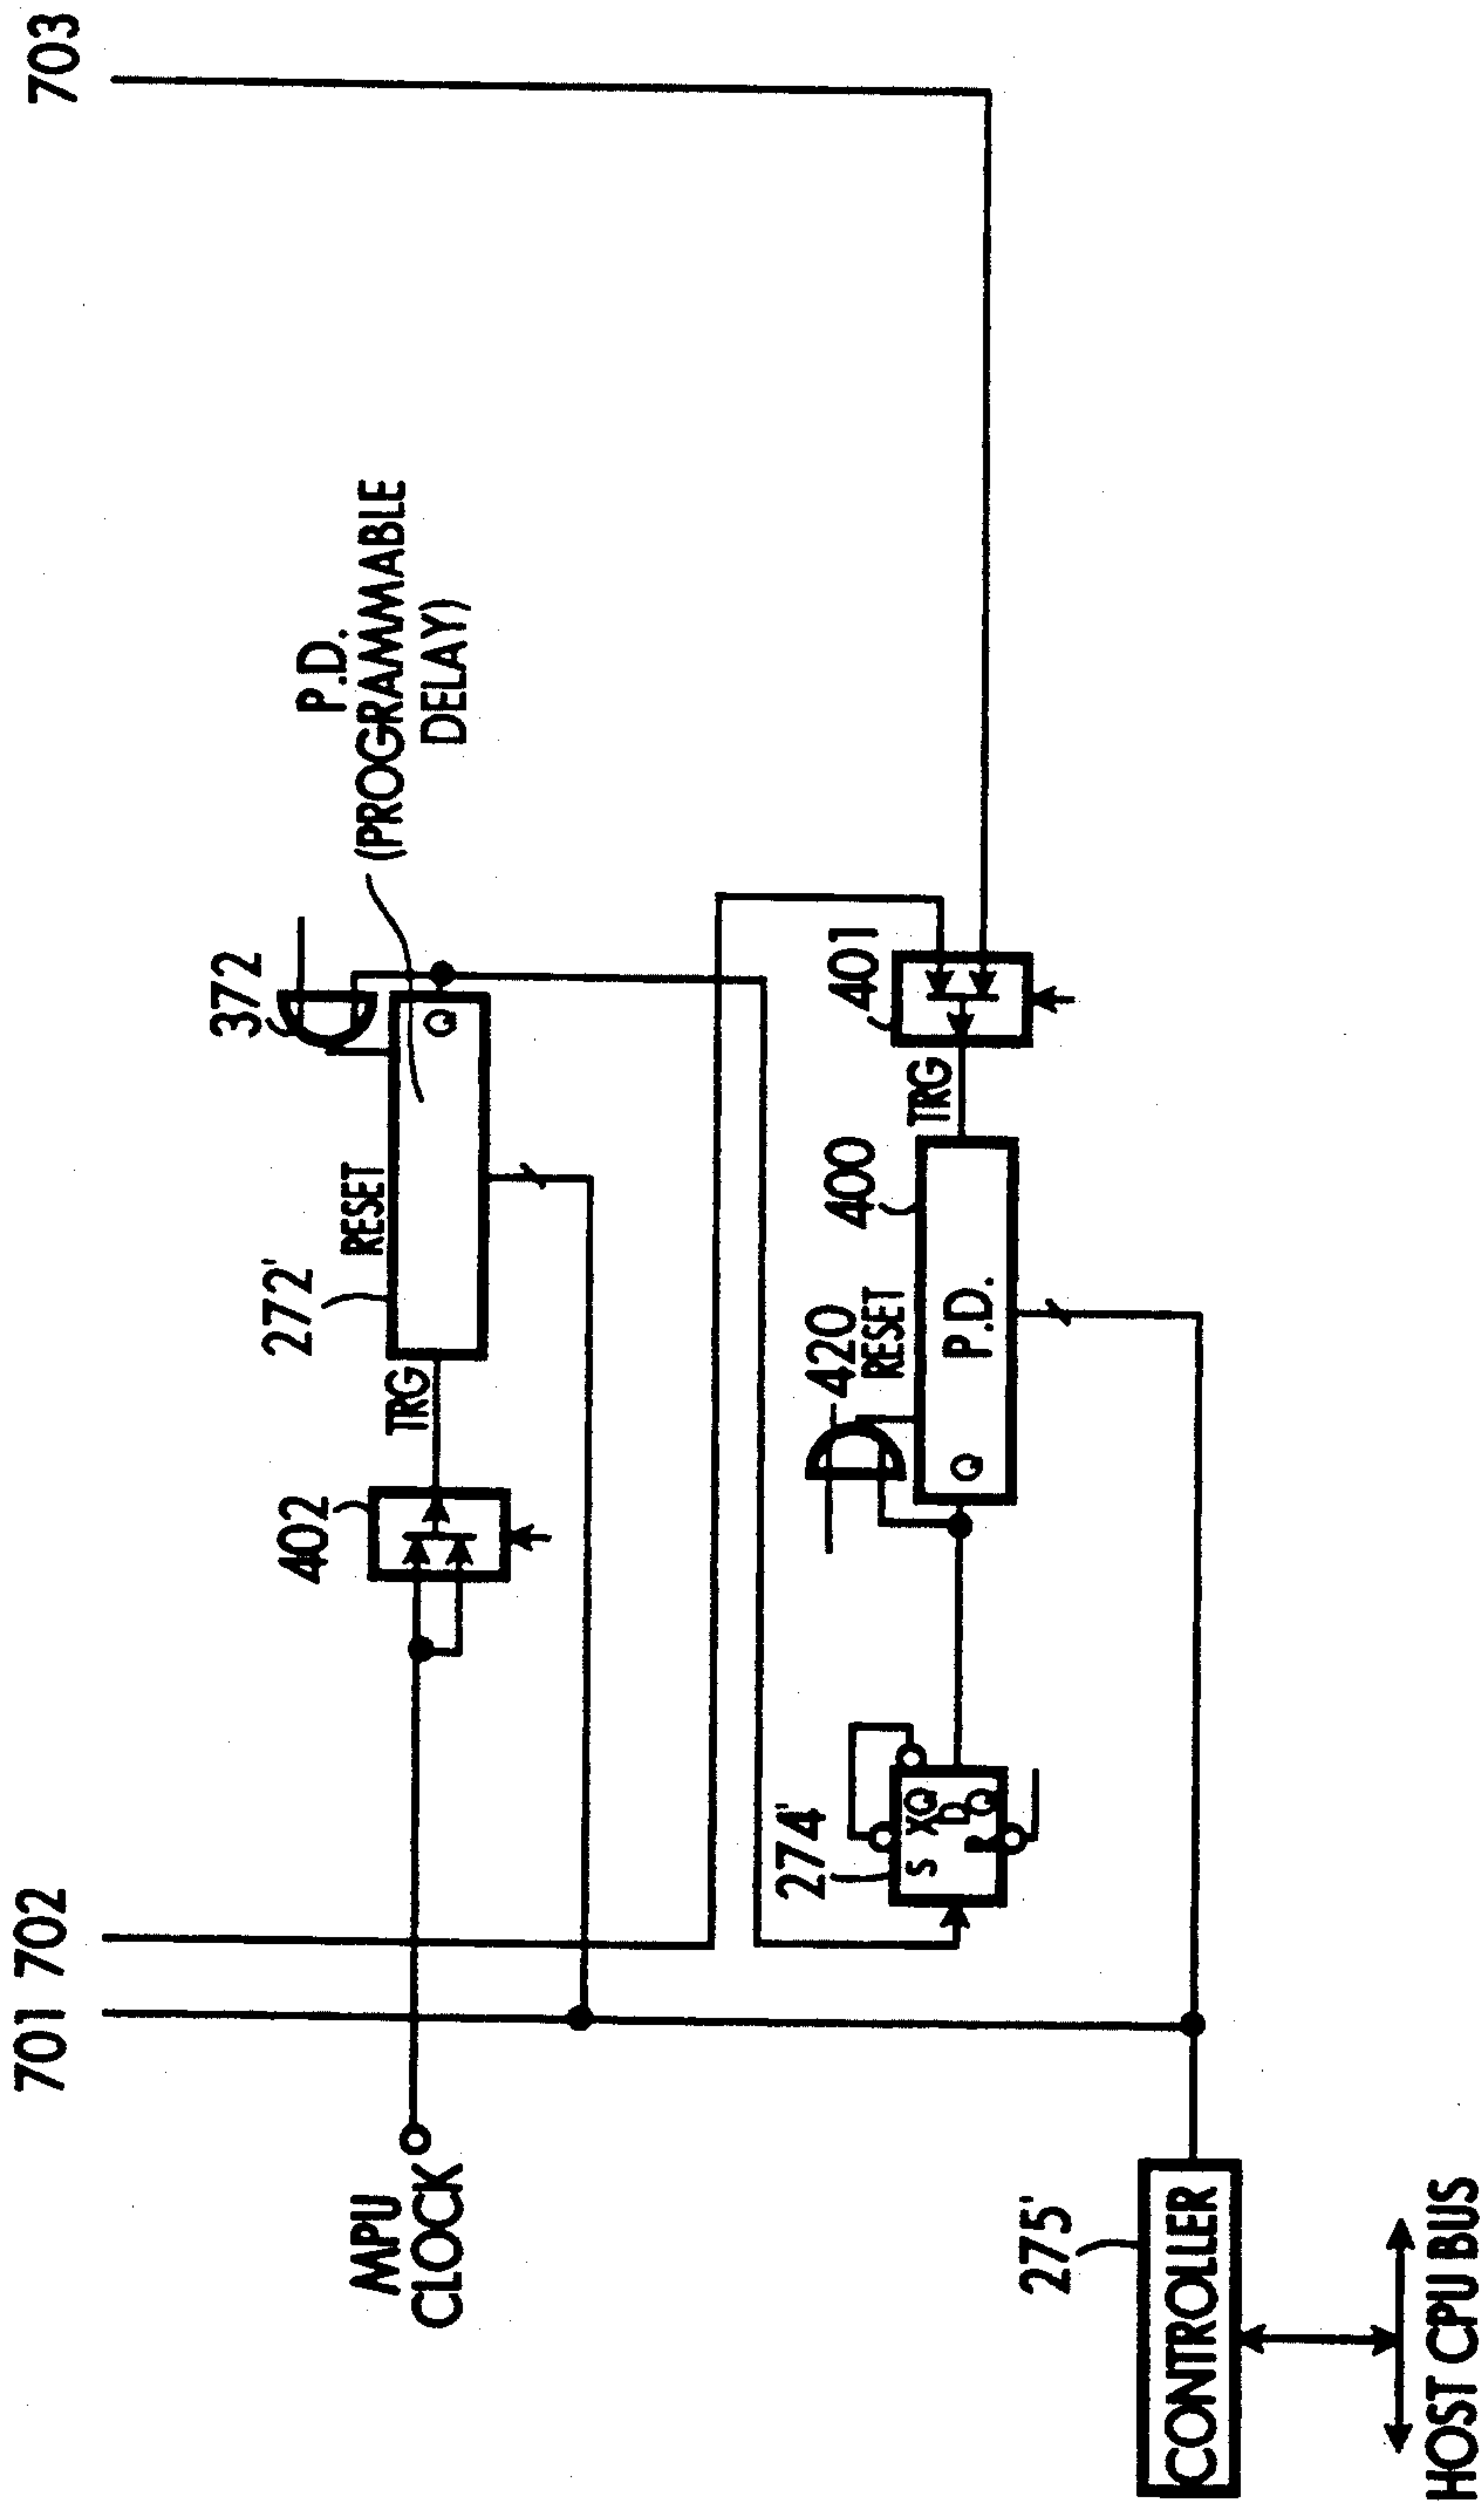 701
702
703
MPU
CLOCK
402
TRG
272'
RESET
Q
372
P.D.
(PROGRAMMABLE
DELAY)
274'
S
XQ
D
Q
R
420
RESET
Q
P.D.
400
TRG
401
275'
CONTROLLER
HOST CPU BUS